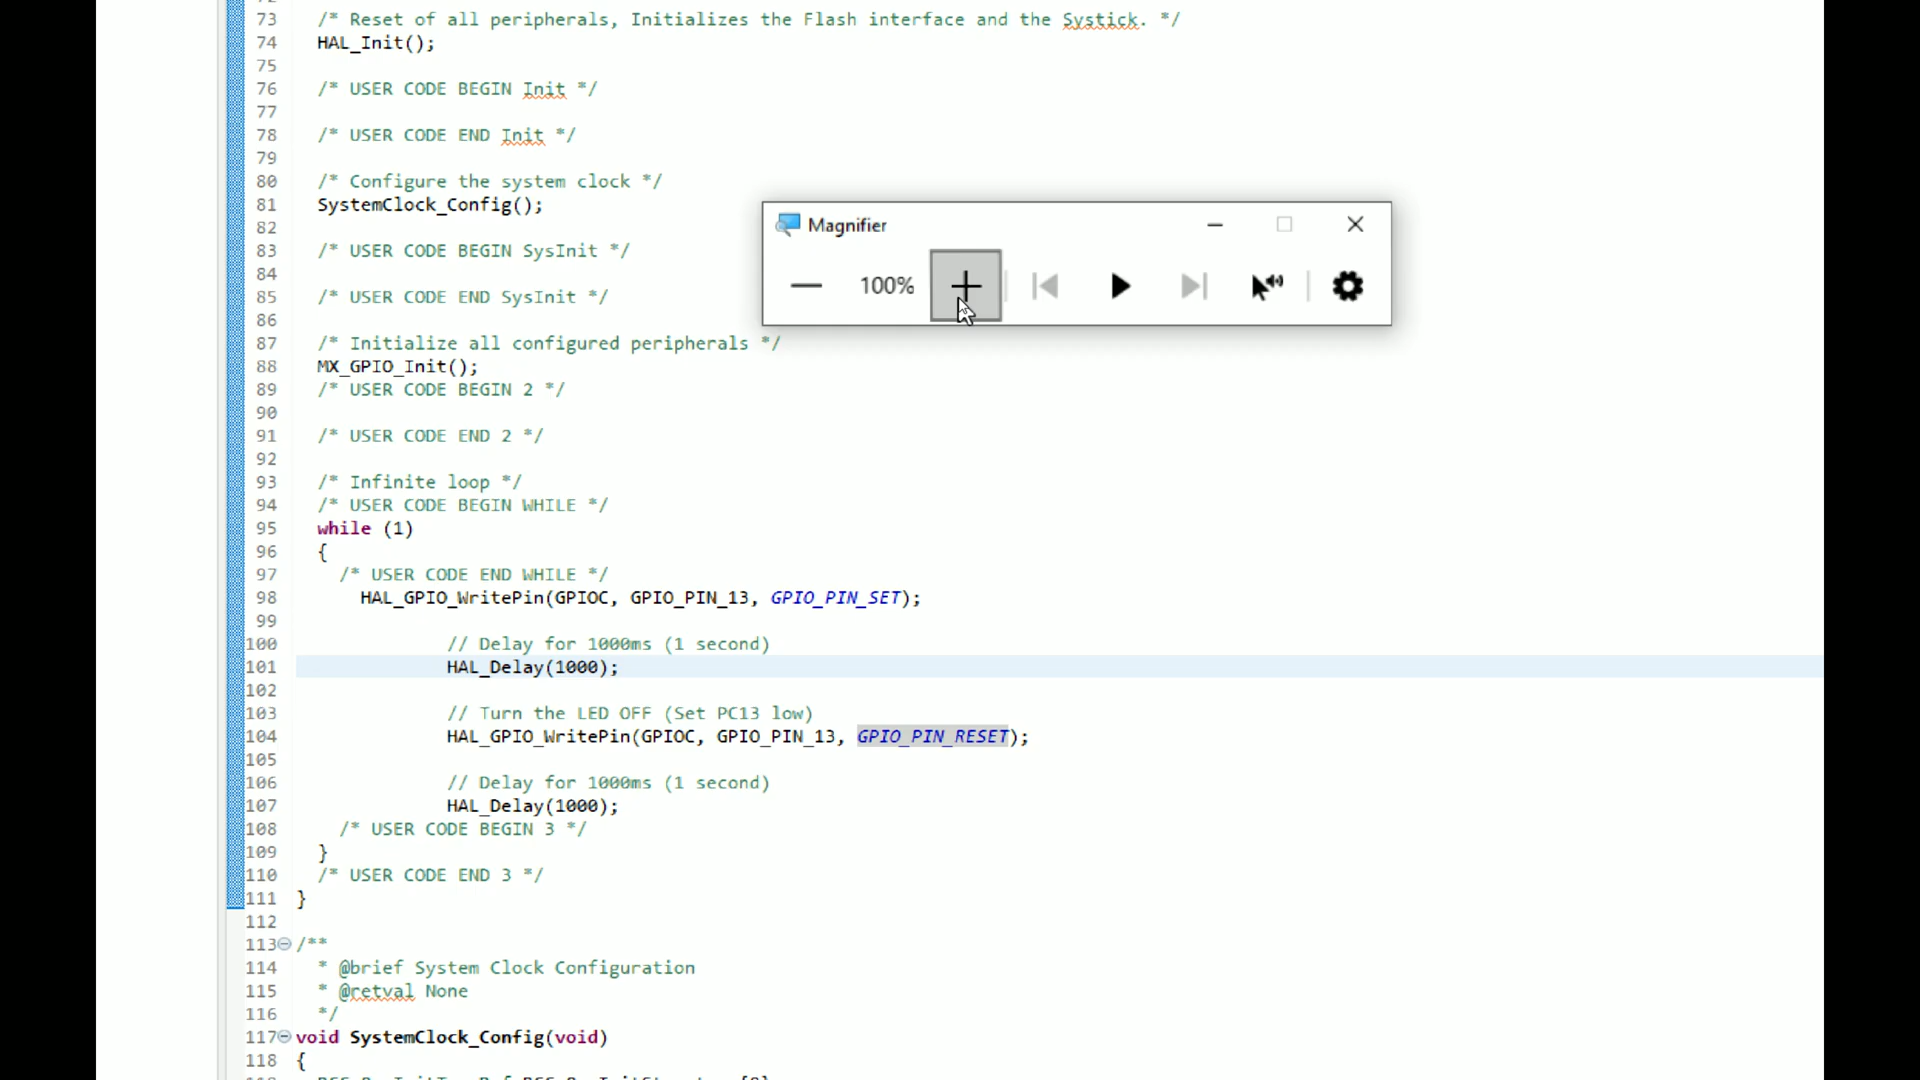 73 /* Reset of all peripherals, Initializes the Flash interface and the Systick. */
74 HAL_Init();
75
76 /* USER CODE BEGIN Init */
77
78 /* USER CODE END Init */
79
80 /* Configure the system clock */
81 SystemClock_Config();
82
83 /* USER CODE BEGIN SysInit */
84
85 /* USER CODE END SysInit */
86
87 /* Initialize all configured peripherals */
88 MX_GPIO_Init();
89 /* USER CODE BEGIN 2 */
90
91 /* USER CODE END 2 */
92
93 /* Infinite loop */
94 /* USER CODE BEGIN WHILE */
95 while (1)
96 {
97 /* USER CODE END WHILE */
98 HAL_GPIO_WritePin(GPIOC, GPIO_PIN_13, GPIO_PIN_SET);
99
100 // Delay for 1000ms (1 second)
101 HAL_Delay(1000);
102
103 // Turn the LED OFF (Set PC13 low)
104 HAL_GPIO_WritePin(GPIOC, GPIO_PIN_13, GPIO_PIN_RESET);
105
106 // Delay for 1000ms (1 second)
107 HAL_Delay(1000);
108 /* USER CODE BEGIN 3 */
109 }
110 /* USER CODE END 3 */
111 }
112
113 /**
114 * @brief System Clock Configuration
115 * @retval None
116 */
117 void SystemClock_Config(void)
118 {
Magnifier
100%